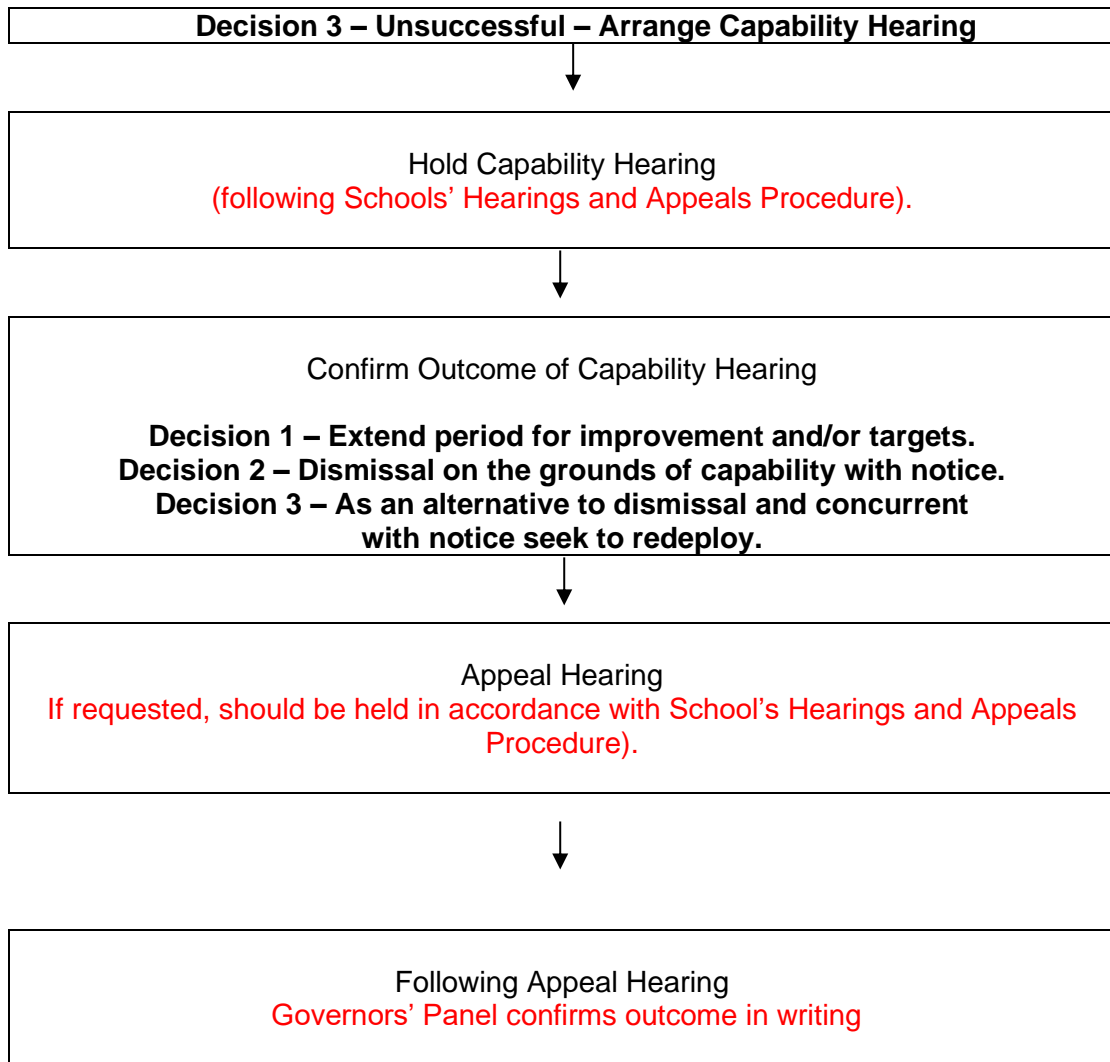 Decision 3 – Unsuccessful – Arrange Capability Hearing
Hold Capability Hearing
(following Schools’ Hearings and Appeals Procedure).
Confirm Outcome of Capability Hearing
Decision 1 – Extend period for improvement and/or targets.
Decision 2 – Dismissal on the grounds of capability with notice.
Decision 3 – As an alternative to dismissal and concurrent
with notice seek to redeploy.
Appeal Hearing
If requested, should be held in accordance with School’s Hearings and Appeals
Procedure).
Following Appeal Hearing
Governors’ Panel confirms outcome in writing